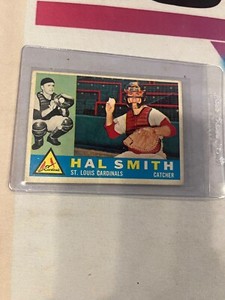 HAL SMITH
ST. LOUIS CARDINALS
CATCHER